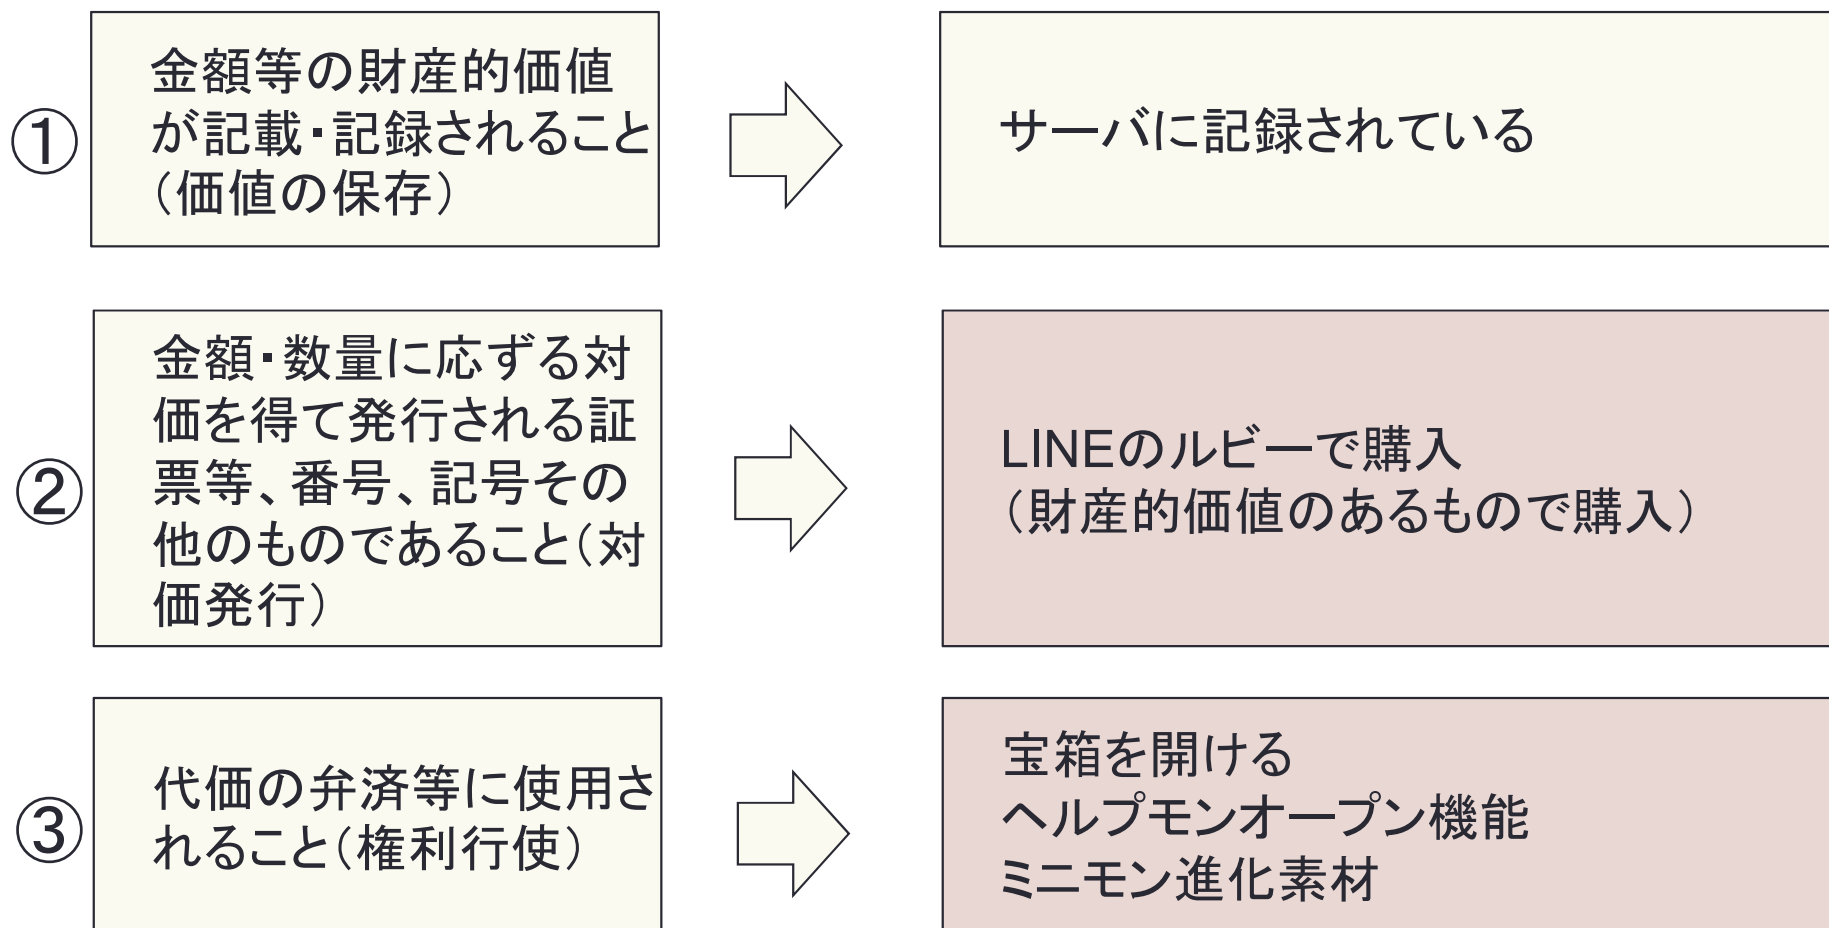 ①
金額等の財産的価値
が記載・記録されること
(価値の保存)
サーバに記録されている
②
金額・数量に応ずる対
価を得て発行される証
票等、番号、記号その
他のものであること(対
価発行)
LINEのルビーで購入
(財産的価値のあるもので購入)
③
代価の弁済等に使用さ
れること(権利行使)
宝箱を開ける
ヘルプモンオープン機能
ミニモン進化素材